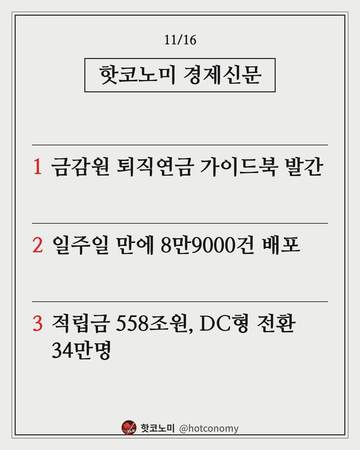 11/16
핫코노미 경제신문
1 금감원 퇴직연금 가이드북 발간
2 일주일 만에 8만9000건 배포
3 적립금 558조원, DC형 전환
34만명
핫코노미 @hotconomy